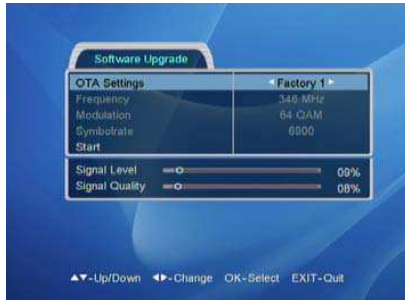 Software Upgrade
OTA Settings ◄ Factory 1 ►
Frequency 346 MHz
Modulation 64 QAM
Symbolrate 6900
Start
Signal Level 09%
Signal Quality 08%
▲▼-Up/Down ◄►-Change OK-Select EXIT-Quit